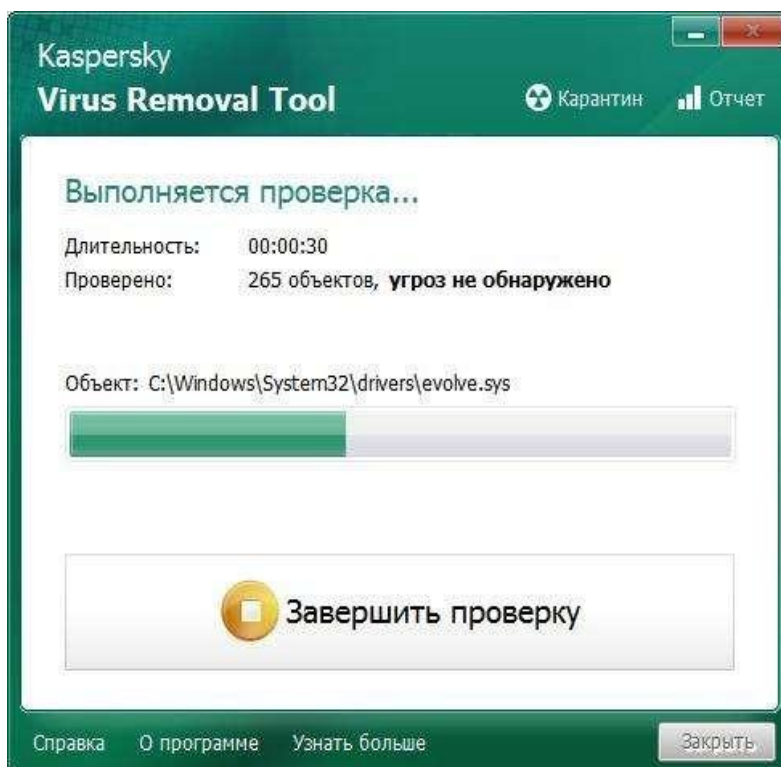 Kaspersky
Virus Removal Tool
Карантин Отчет
Выполняется проверка...
Длительность: 00:00:30
Проверено: 265 объектов, угроз не обнаружено
Объект: C:\Windows\System32\drivers\evolve.sys
Завершить проверку
Справка О программе Узнать больше Закрыть